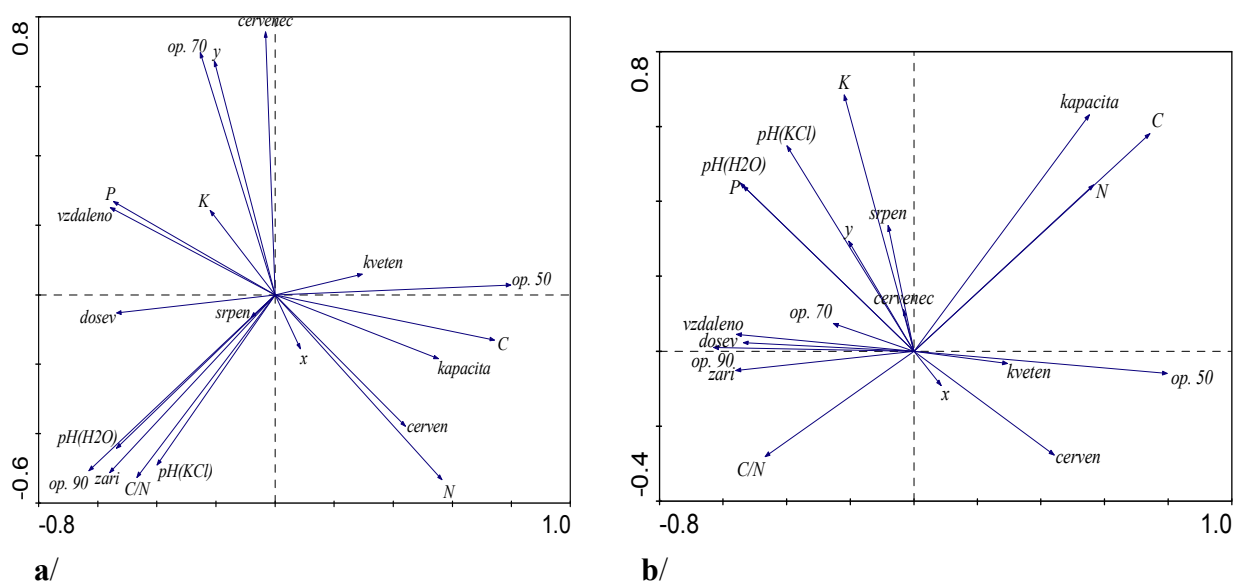 0.8
cervenec
op. 70
y
P
K
vzdaleno
kveten
op. 50
dosev
srpen
x
C
kapacita
cerven
pH(H2O)
op. 90
zari
C/N
pH(KCl)
N
-0.6
-0.8
1.0
a/
0.8
K
kapacita
C
pH(KCl)
pH(H2O)
P
N
srpen
y
cervenec
op. 70
vzdaleno
dosev
op. 90
zari
kveten
op. 50
x
C/N
cerven
-0.4
-0.8
1.0
b/